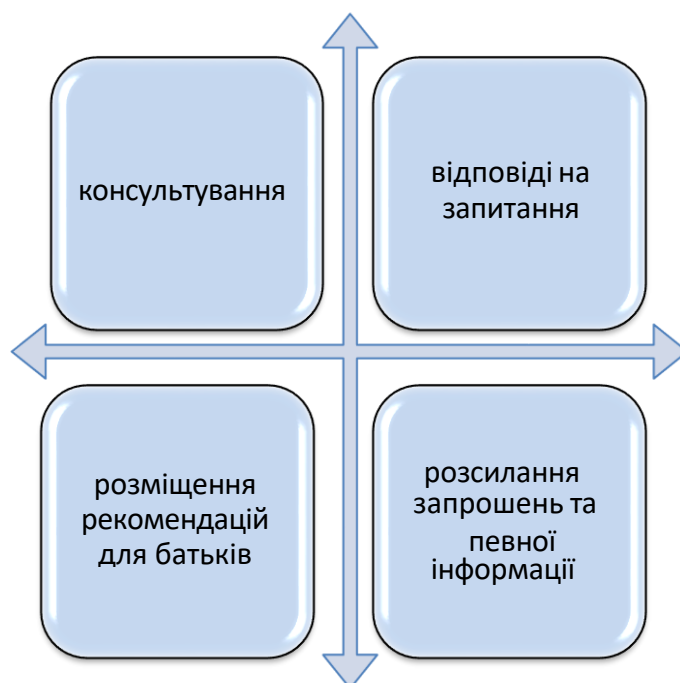 консультування
відповіді на
запитання
розміщення
рекомендацій
для батьків
розсилання
запрошень та
певної
інформації